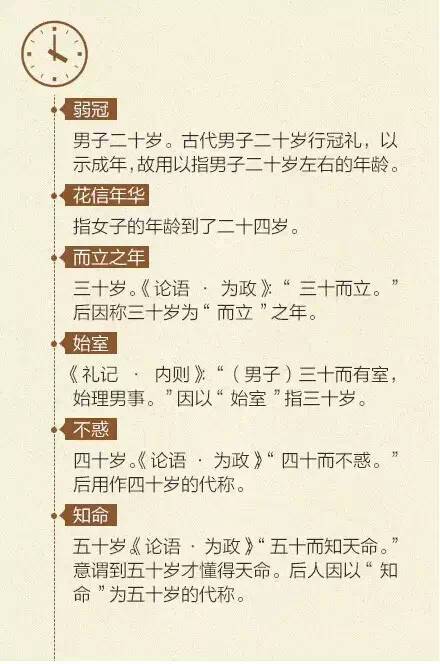 弱冠
男子二十岁。古代男子二十岁行冠礼，以
示成年，故用以指男子二十岁左右的年龄。
花信年华
指女子的年龄到了二十四岁。
而立之年
三十岁。《论语 · 为政》：“ 三十而立。”
后因称三十岁为“ 而立 ”之年。
始室
《礼记 · 内则》：“（男子）三十而有室，
始理男事。”因以“ 始室 ”指三十岁。
不惑
四十岁。《论语 · 为政》“ 四十而不惑。”
后用作四十岁的代称。
知命
五十岁《论语 · 为政》“ 五十而知天命。”
意谓到五十岁才懂得天命。后人因以“ 知
命 ”为五十岁的代称。